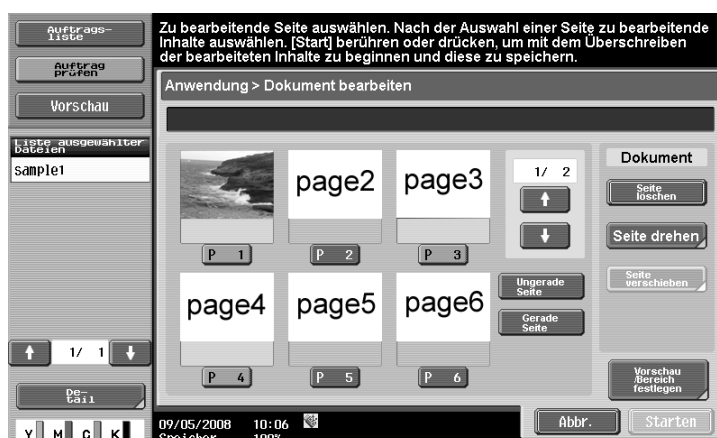 Auftrags-
liste
Auftrag
prüfen
Vorschau
Liste ausgewählter
Dateien
sample1
1/ 1
De-
tail
Y M C K
Zu bearbeitende Seite auswählen. Nach der Auswahl einer Seite zu bearbeitende
Inhalte auswählen. [Start] berühren oder drücken, um mit dem Überschreiben
der bearbeiteten Inhalte zu beginnen und diese zu speichern.
Anwendung > Dokument bearbeiten
page2
page3
P 1
P 2
P 3
page4
page5
page6
P 4
P 5
P 6
1/ 2
Ungerade
Seite
Gerade
Seite
Dokument
Seite
löschen
Seite drehen
Seite
verschieben
Vorschau
/Bereich
festlegen
09/05/2008 10:06
Speicher 100%
Abbr.
Starten